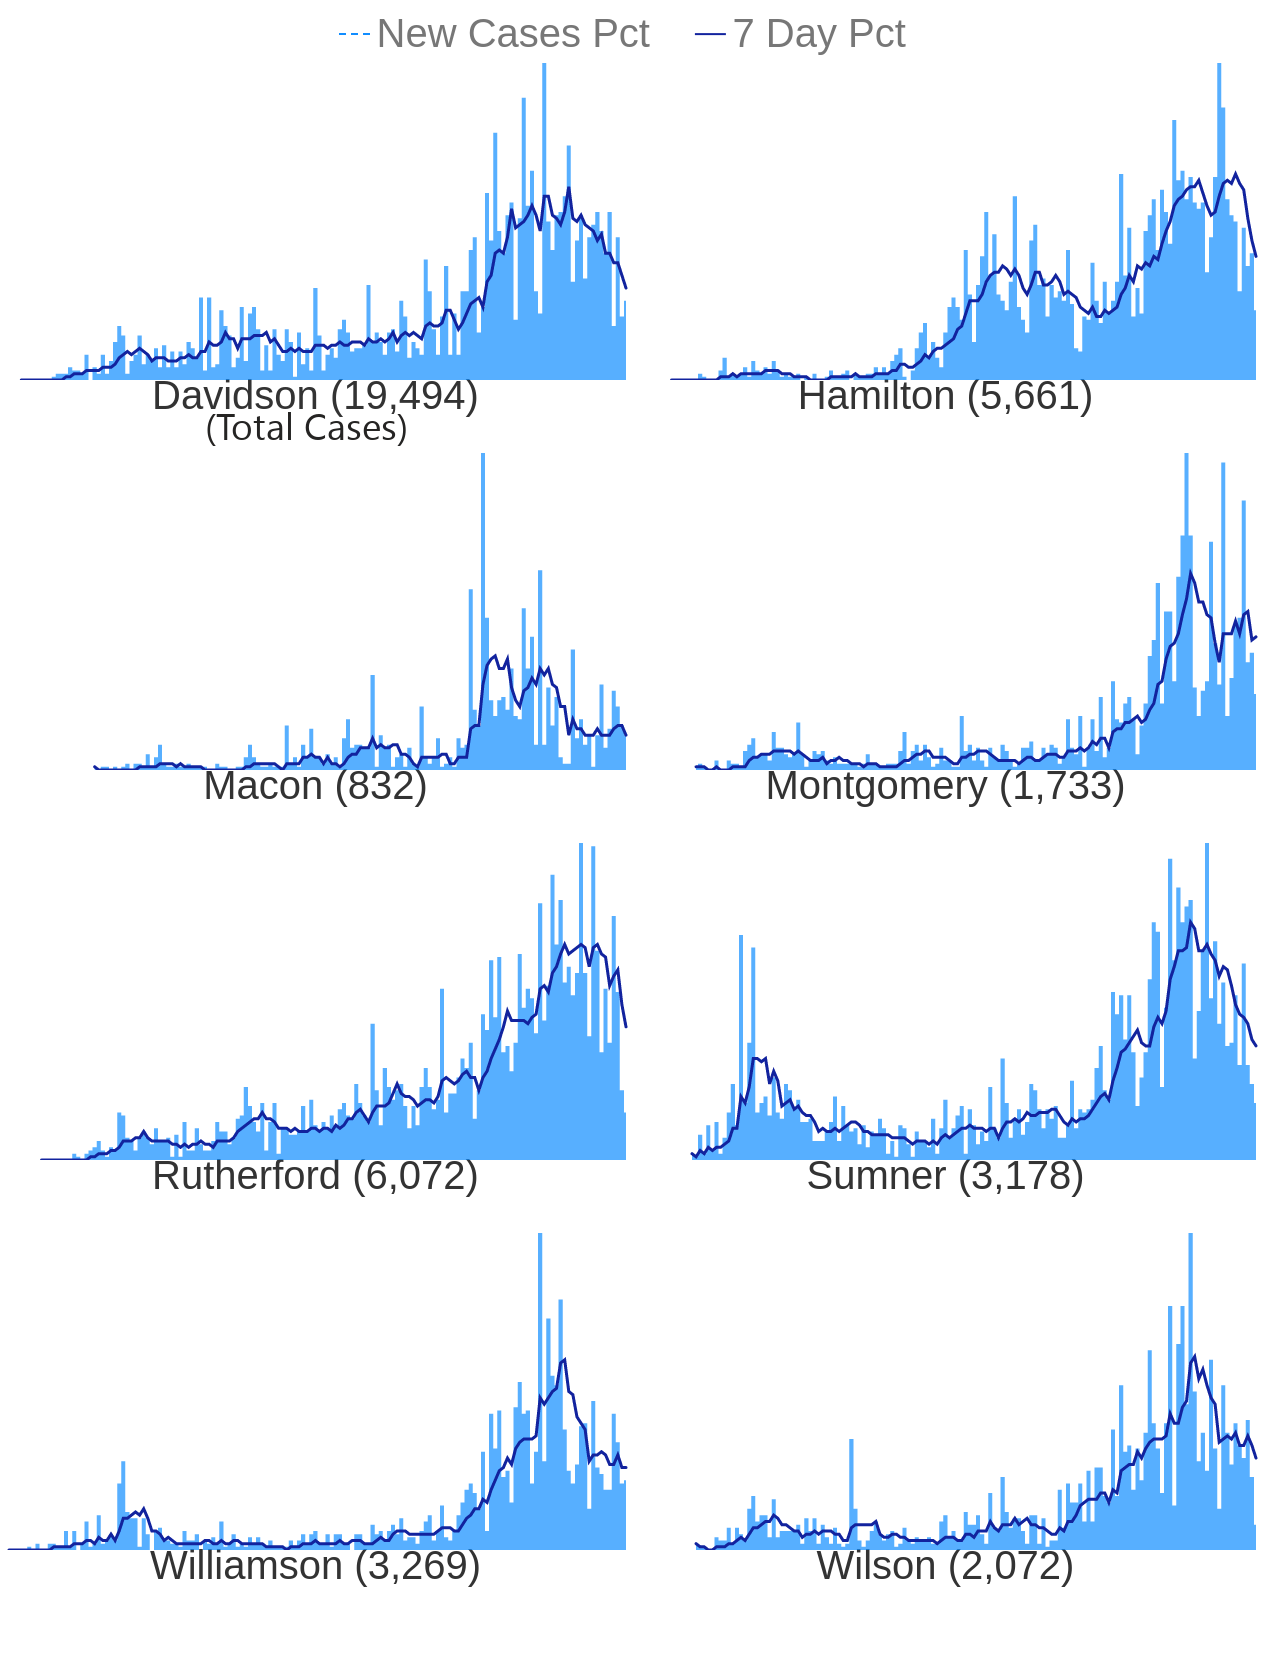 New Cases Pct 7 Day Pct
Davidson (19,494) Hamilton (5,661)
(Total Cases)
Macon (832) Montgomery (1,733)
Rutherford (6,072) Sumner (3,178)
Williamson (3,269) Wilson (2,072)